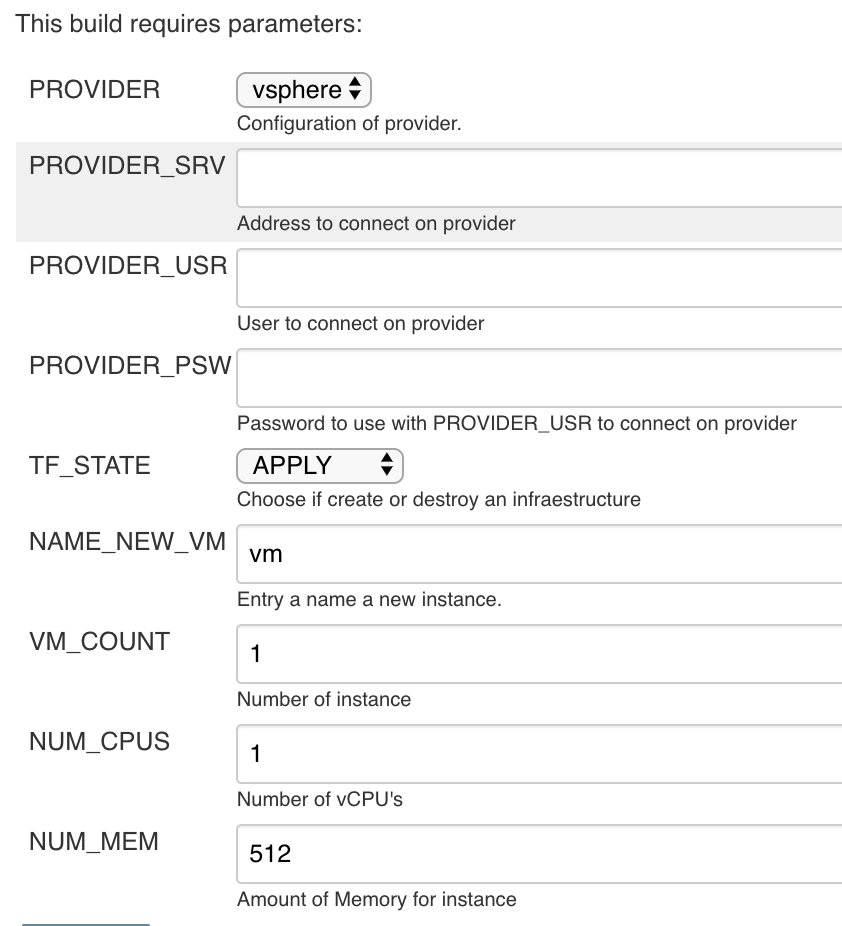 This build requires parameters:
PROVIDER
vsphere
Configuration of provider.
PROVIDER_SRV
Address to connect on provider
PROVIDER_USR
User to connect on provider
PROVIDER_PSW
Password to use with PROVIDER_USR to connect on provider
TF_STATE
APPLY
Choose if create or destroy an infraestructure
NAME_NEW_VM
vm
Entry a name a new instance.
VM_COUNT
1
Number of instance
NUM_CPUS
1
Number of vCPU's
NUM_MEM
512
Amount of Memory for instance